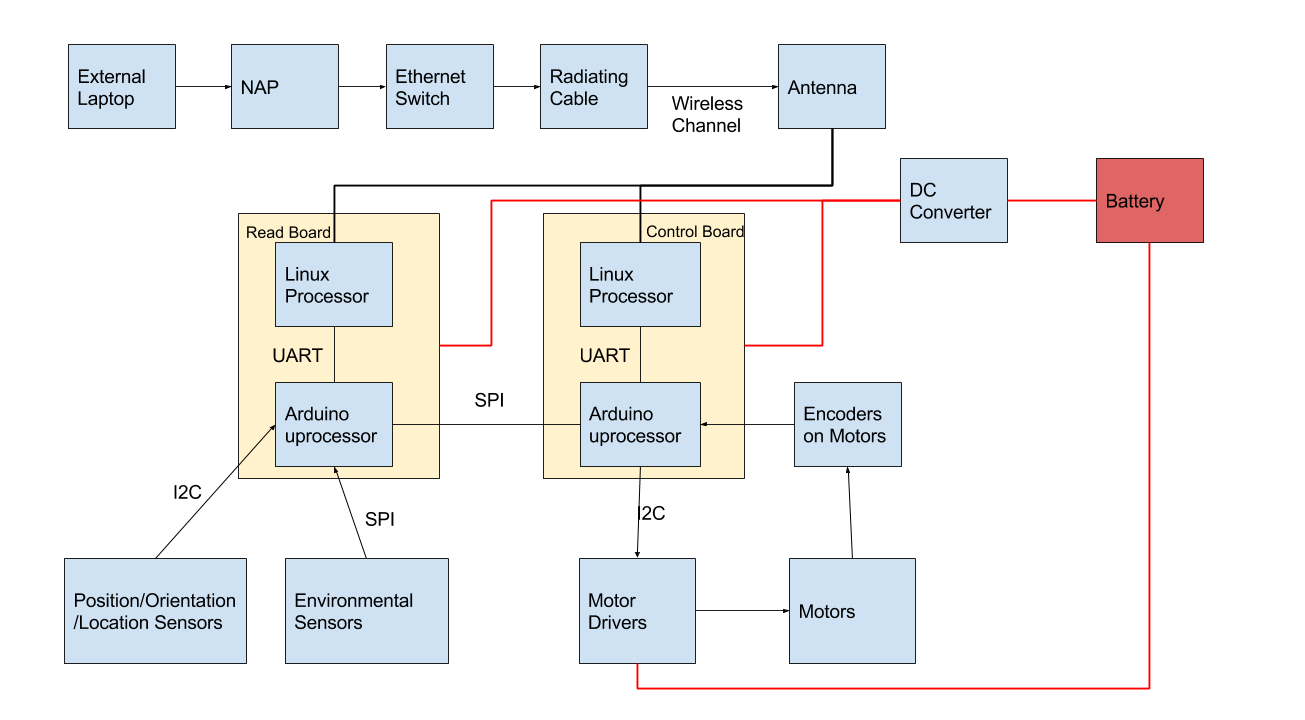 External
Laptop
NAP
Ethernet
Switch
Radiating
Cable
Wireless
Channel
Antenna
DC
Converter
Battery
Read Board
Control Board
Linux
Processor
Linux
Processor
UART
UART
Arduino
uprocessor
SPI
Arduino
uprocessor
Encoders
on Motors
I2C
SPI
I2C
Position/Orientation
/Location Sensors
Environmental
Sensors
Motor
Drivers
Motors